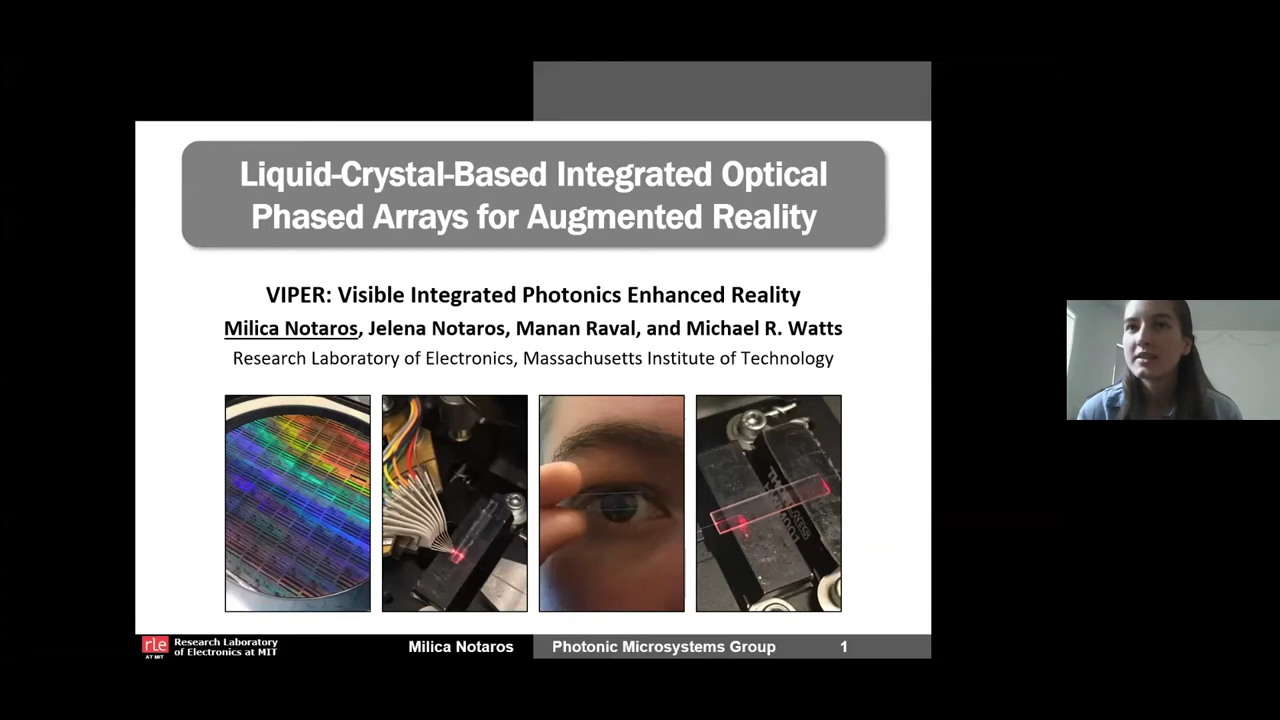 Liquid-Crystal-Based Integrated Optical
Phased Arrays for Augmented Reality
VIPER: Visible Integrated Photonics Enhanced Reality
Milica Notaros, Jelena Notaros, Manan Raval, and Michael R. Watts
Research Laboratory of Electronics, Massachusetts Institute of Technology
rle
AT MIT
Research Laboratory
of Electronics at MIT
Milica Notaros
Photonic Microsystems Group
1